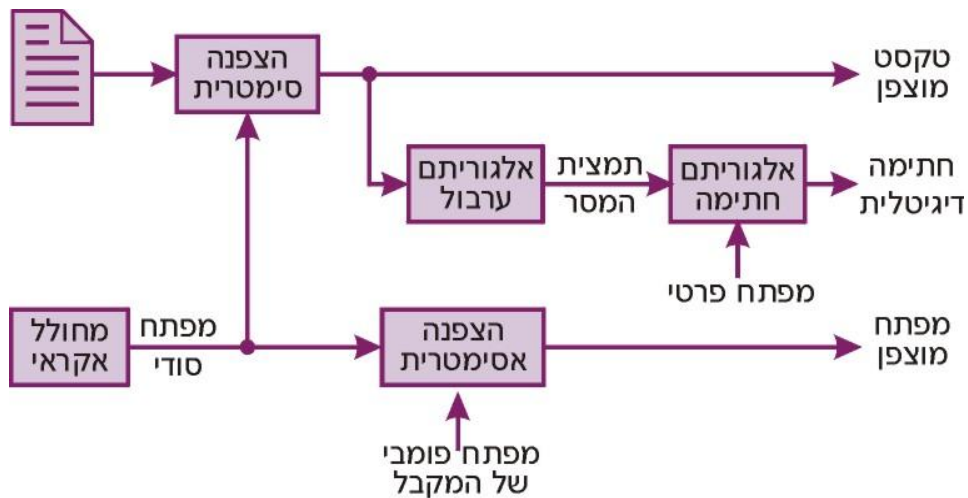 הצפנה
סימטרית
טקסט
מוצפן
אלגוריתם
ערבול
תמצית
המסר
אלגוריתם
חתימה
חתימה
דיגיטלית
מפתח פרטי
מחולל
אקראי
מפתח
סודי
הצפנה
אסימטרית
מפתח
מוצפן
מפתח פומבי
של המקבל